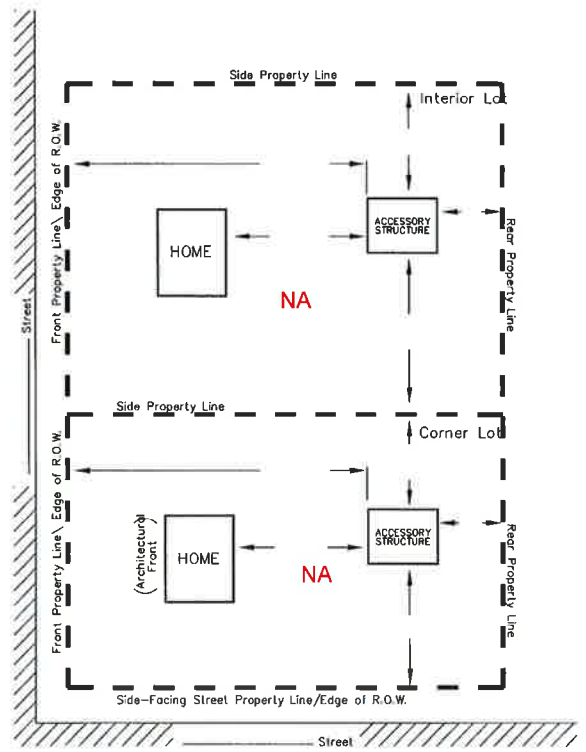 Side Property Line
Interior Lot
Front Property Line\ Edge of R.O.W.
ACCESSORY
STRUCTURE
HOME
Rear Property Line
NA
Street
Side Property Line
Corner Lot
Front Property Line\ Edge of R.O.W.
(Architectural
Front)
HOME
ACCESSORY
STRUCTURE
Rear Property Line
NA
Side-Facing Street Property Line/Edge of R.O.W.
Street